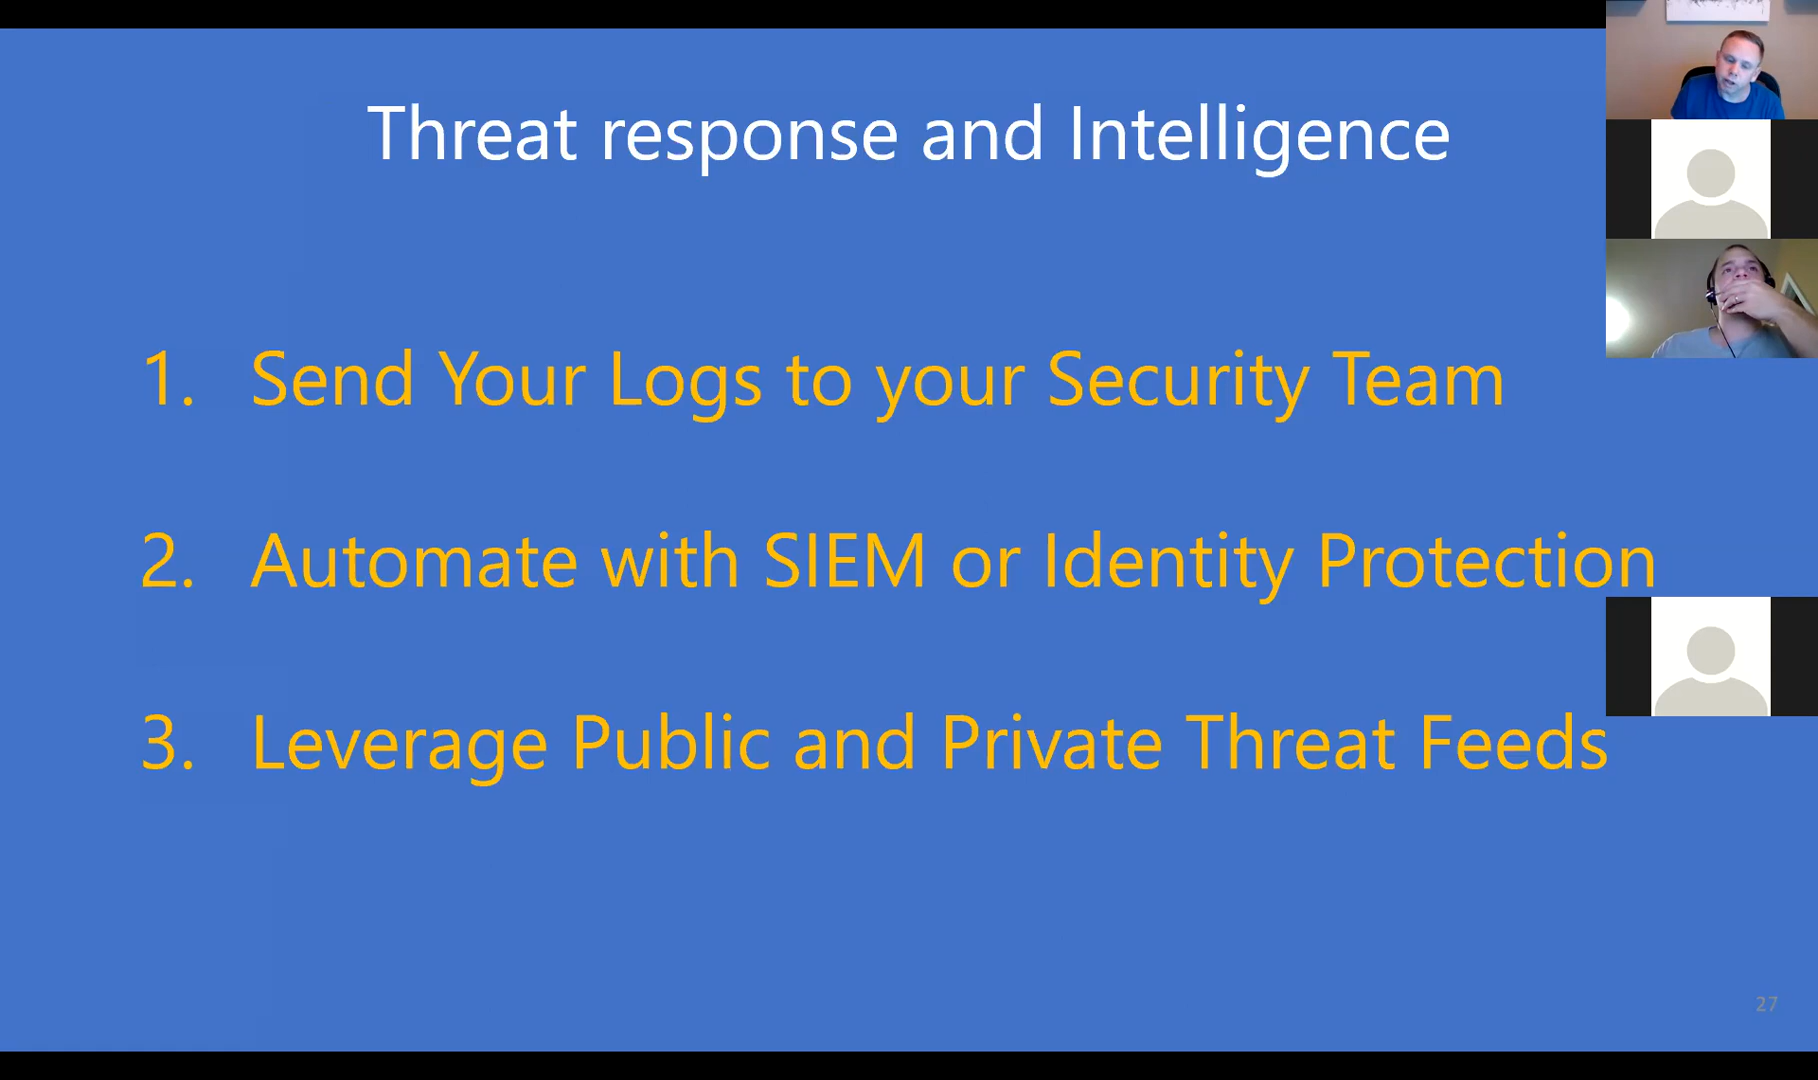 Threat response and Intelligence
1. Send Your Logs to your Security Team
2. Automate with SIEM or Identity Protection
3. Leverage Public and Private Threat Feeds
27